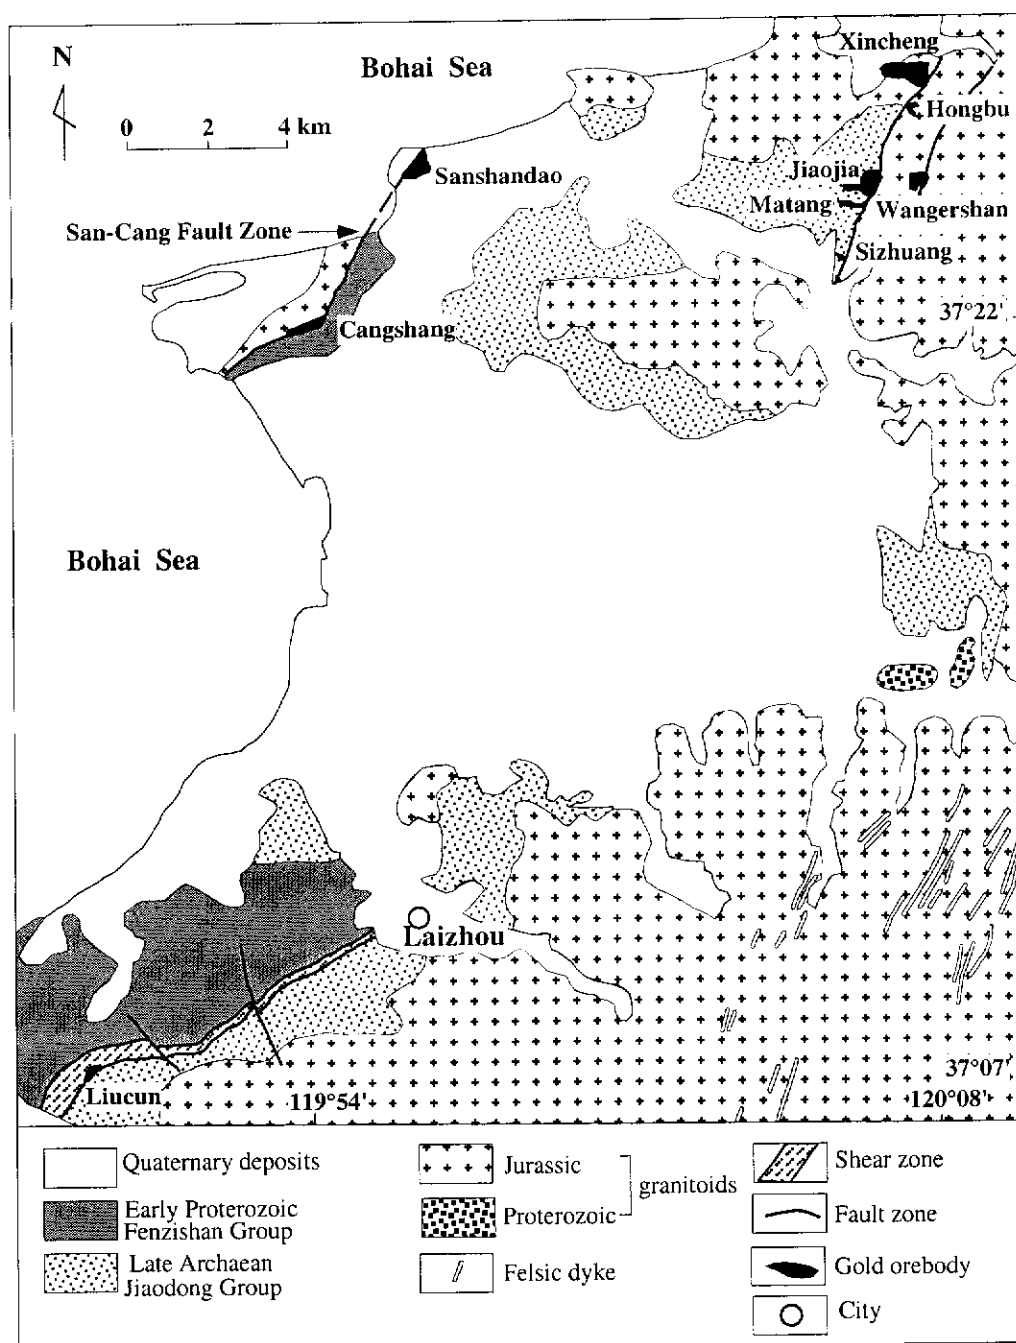 Xincheng
N
Bohai Sea
0 2 4 km
Hongbu
Sanshandao
Jiaojia
Matang
Wangershan
San-Cang Fault Zone
Sizhuang
37°22'
Cangshang
Bohai Sea
Laizhou
37°07'
Liucun
119°54'
120°08'
Quaternary deposits
Early Proterozoic
Fenzishan Group
Late Archaean
Jiaodong Group
Jurassic
granitoids
Proterozoic
Felsic dyke
Shear zone
Fault zone
Gold orebody
City